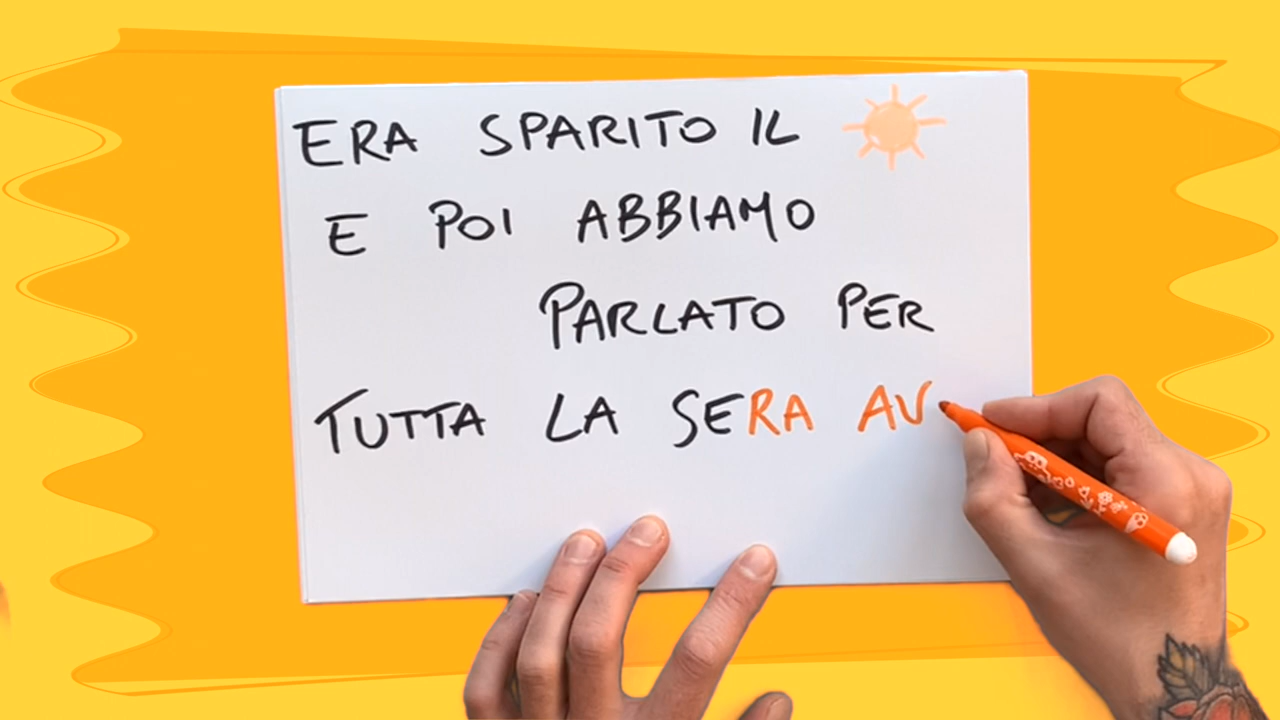 ERA SPARITO IL
E POI ABBIAMO
PARLATO PER
TUTTA LA SERA AV